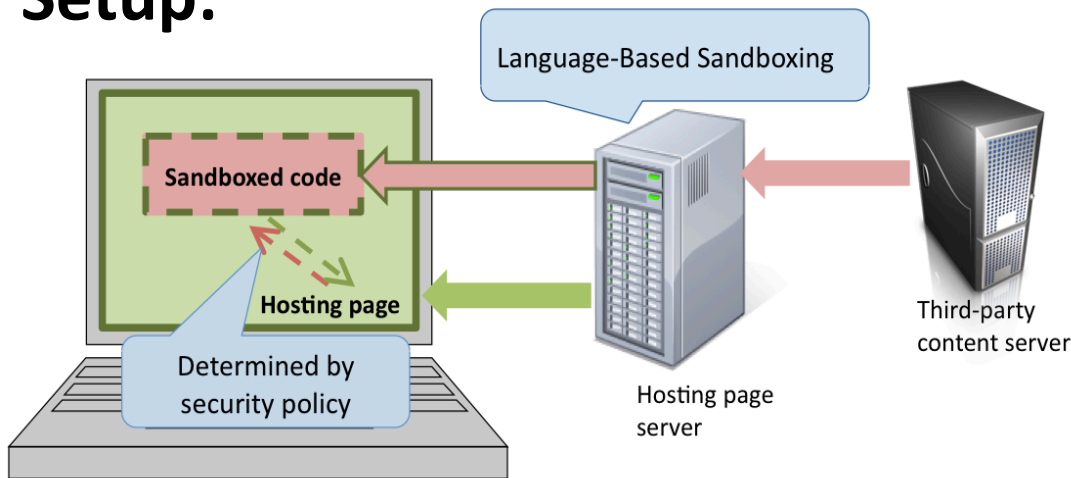 Setup:
Language-Based Sandboxing
Sandboxed code
Hosting page
Determined by
security policy
Hosting page
server
Third-party
content server